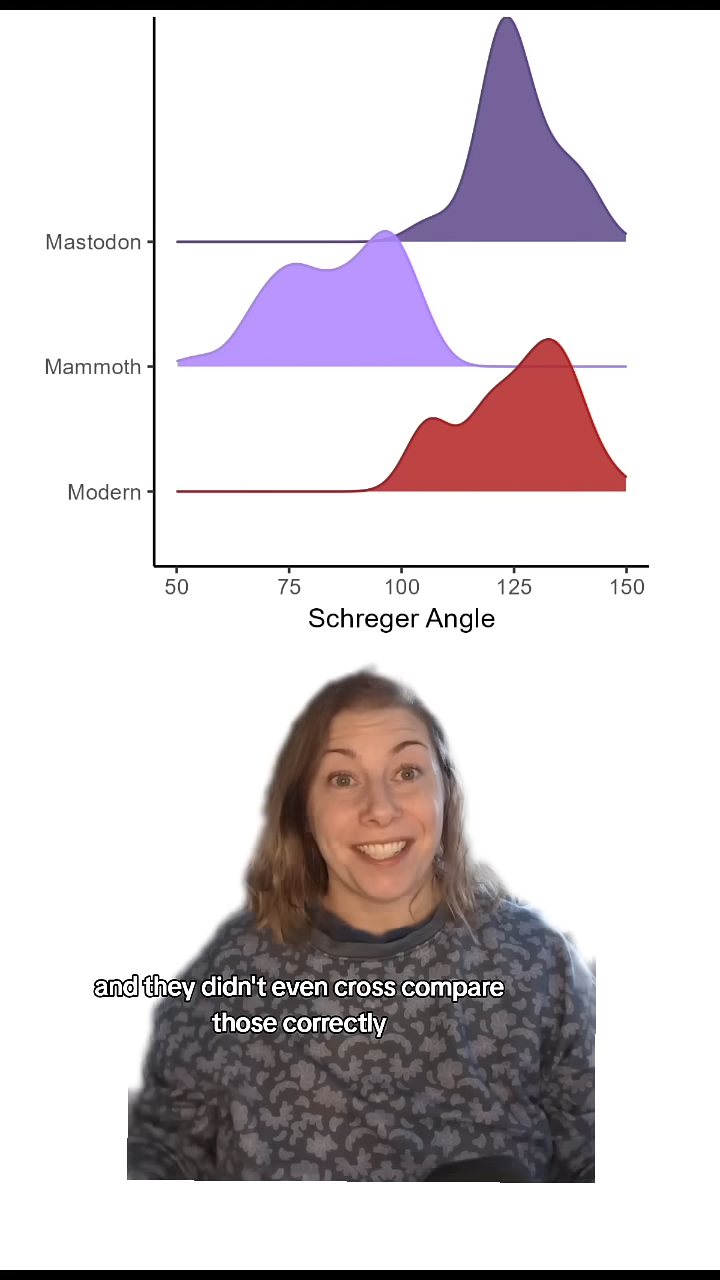 Mastodon
Mammoth
Modern
50 75 100 125 150
Schreger Angle
and they didn't even cross compare
those correctly